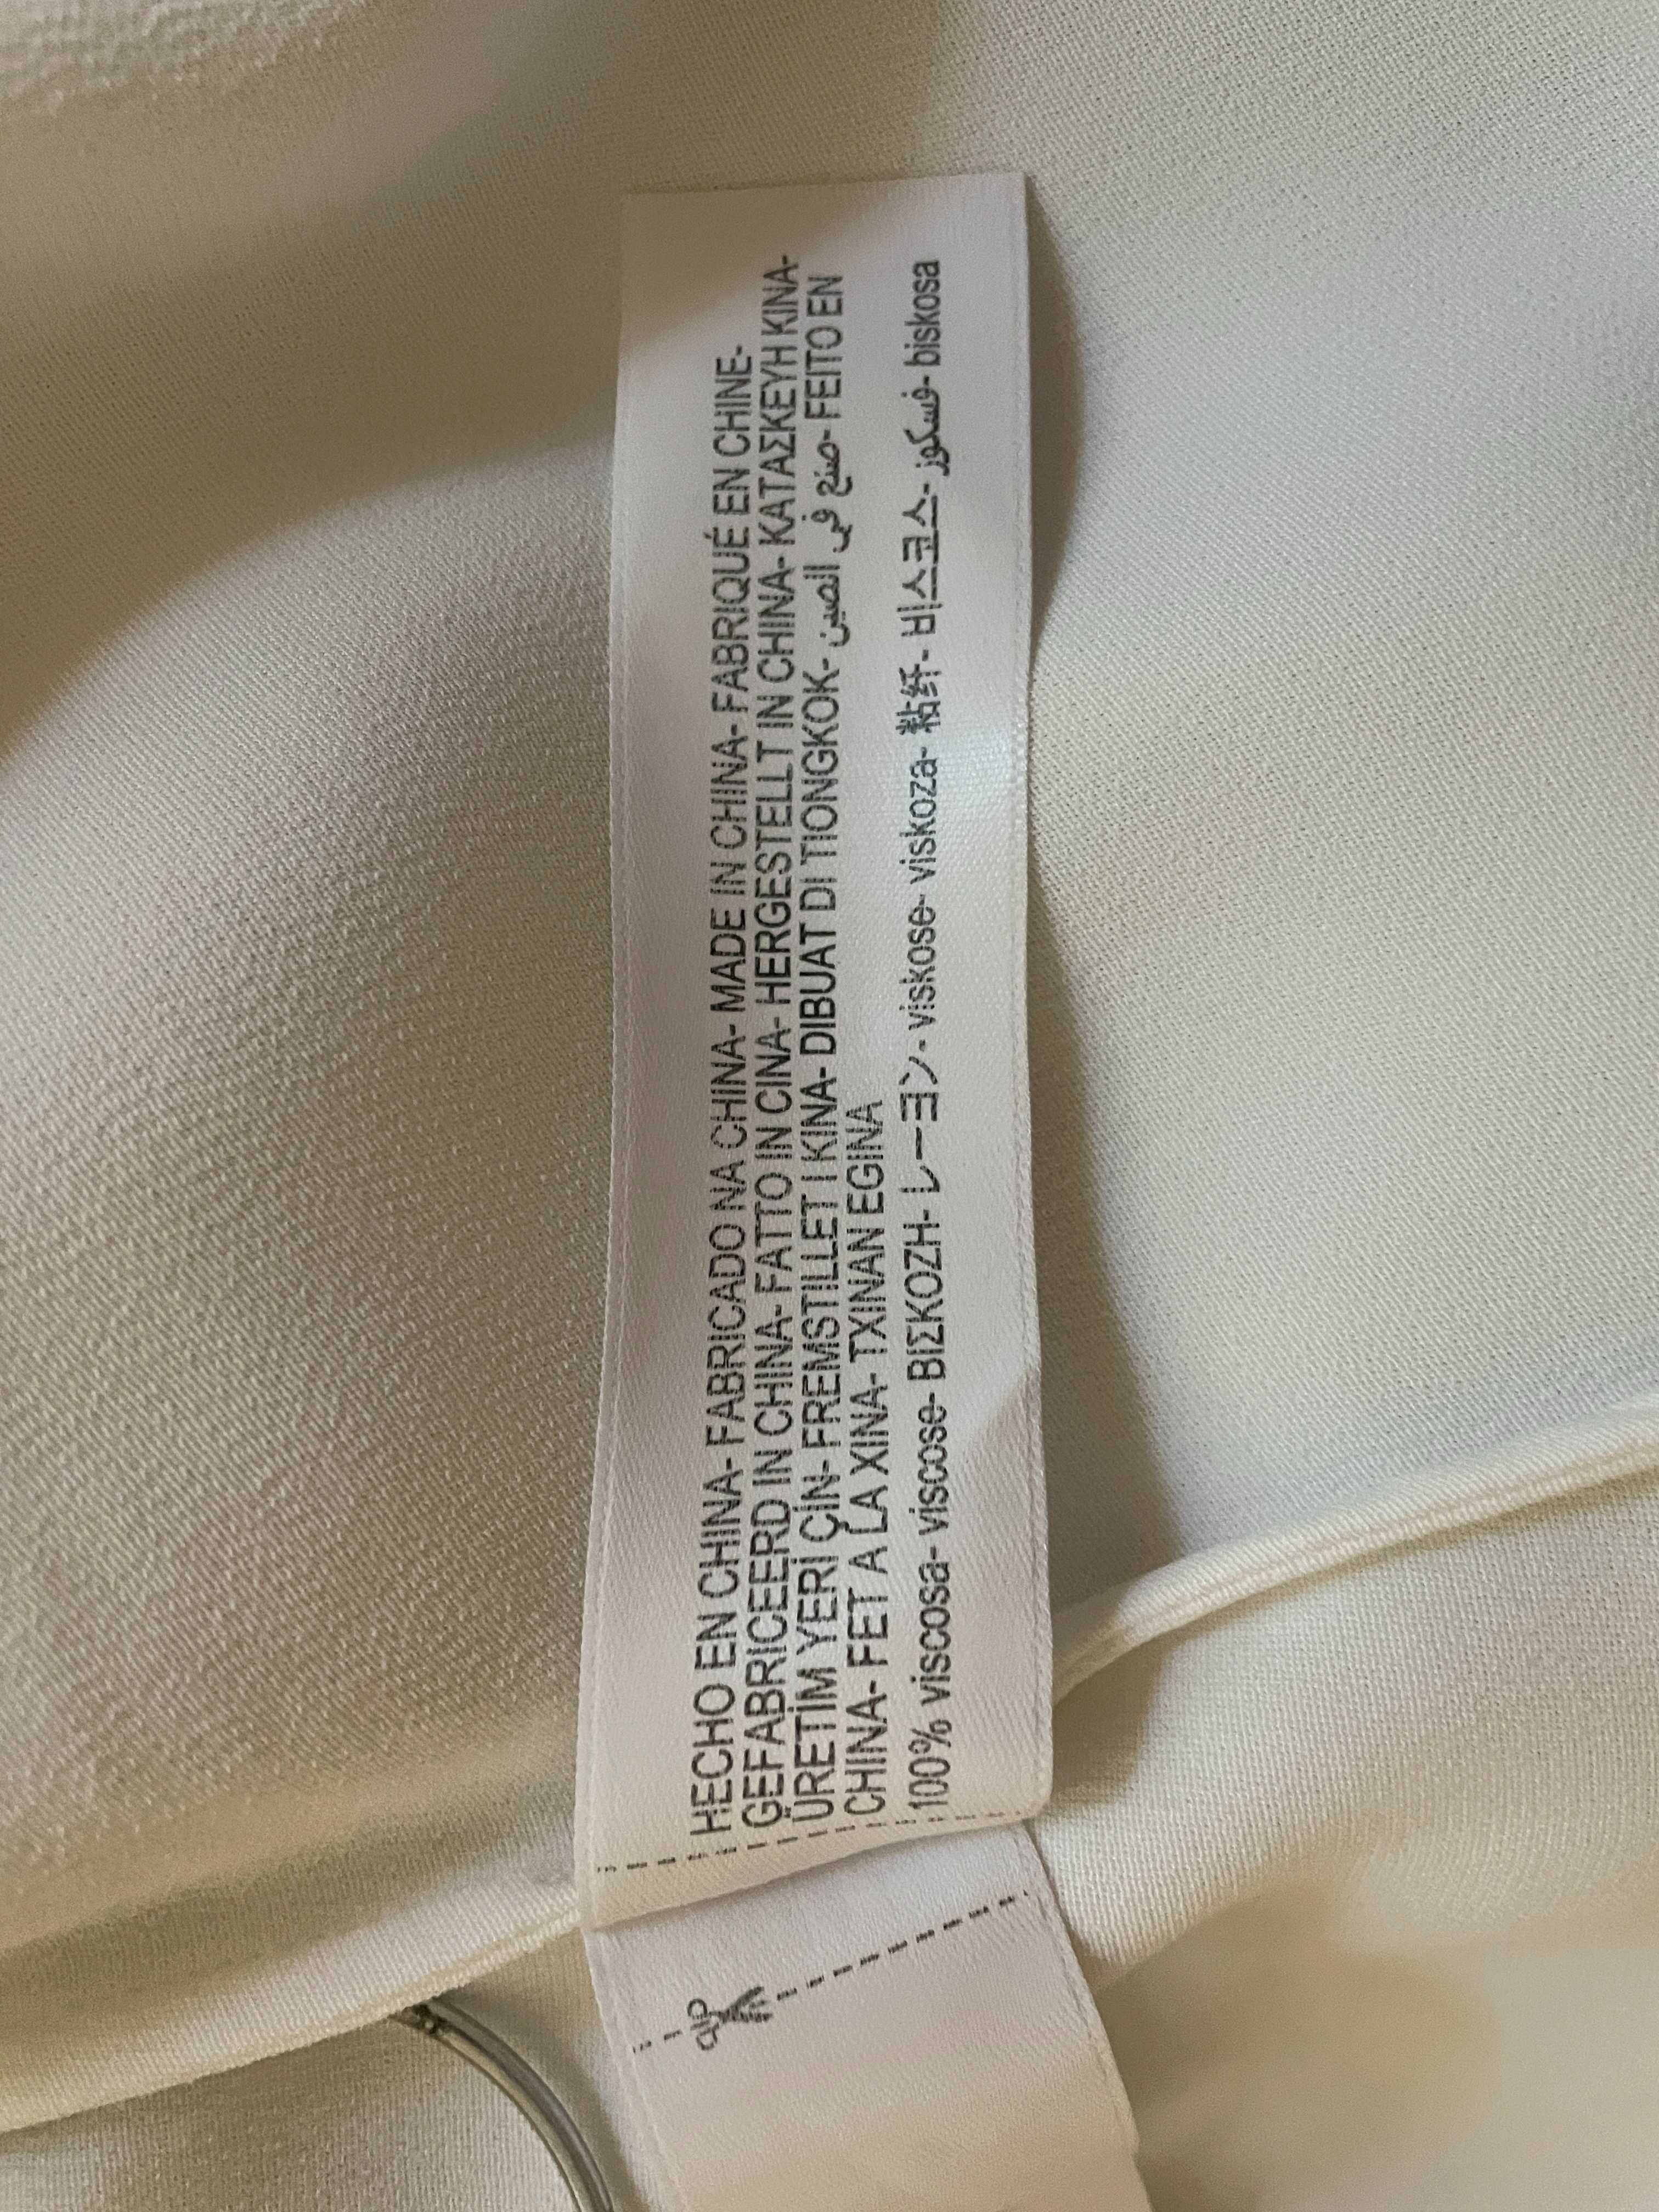 HECHO EN CHINA- FABRICADO NA CHINA- MADE IN CHINA- FABRIQUÉ EN CHINE-
GEFABRICEERD IN CHINA- FATTO IN CINA- HERGESTELLT IN CHINA- ΚΑΤΑΣΚΕΥΗ ΚΙΝΑ-
ÜRETİM YERİ ÇİN- FREMSTILLET I KINA- DIBUAT DI TIONGKOK- صنع في الصين- FEITO EN
CHINA- FET A LA XINA- TXINAN EGINA
100% viscosa- viscose- ΒΙΣΚΟΖΗ- レーヨン- viskose- viskoza- 粘纤- 비스코스- فسكوز- biskosa